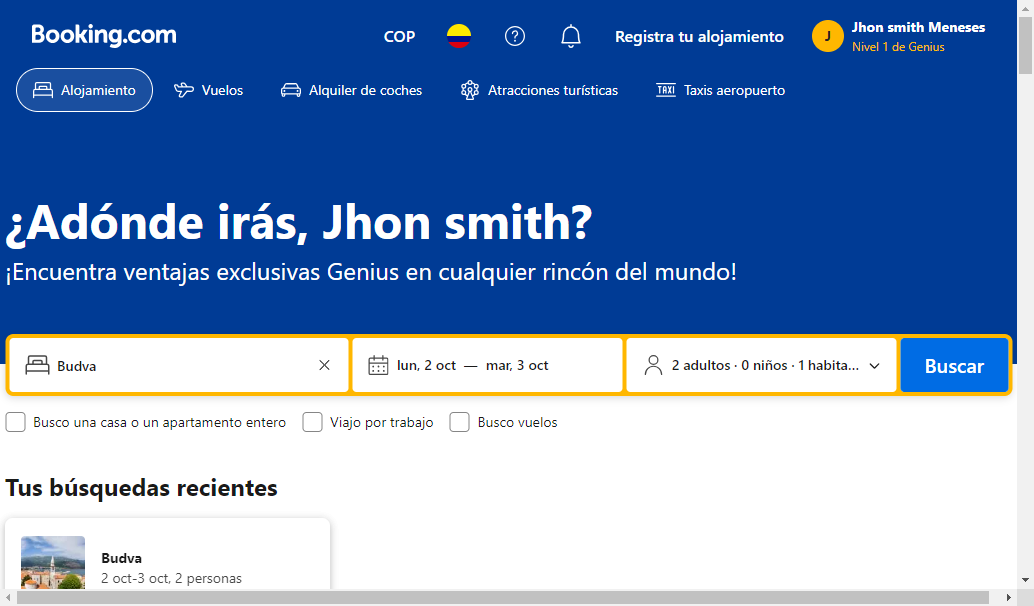 Booking.com
COP
?
Registra tu alojamiento
J
Jhon smith Meneses
Nivel 1 de Genius
Alojamiento
Vuelos
Alquiler de coches
Atracciones turísticas
TAXI
Taxis aeropuerto
¿Adónde irás, Jhon smith?
¡Encuentra ventajas exclusivas Genius en cualquier rincón del mundo!
Budva
lun, 2 oct — mar, 3 oct
2 adultos · 0 niños · 1 habita...
Buscar
Busco una casa o un apartamento entero
Viajo por trabajo
Busco vuelos
Tus búsquedas recientes
Budva
2 oct-3 oct, 2 personas